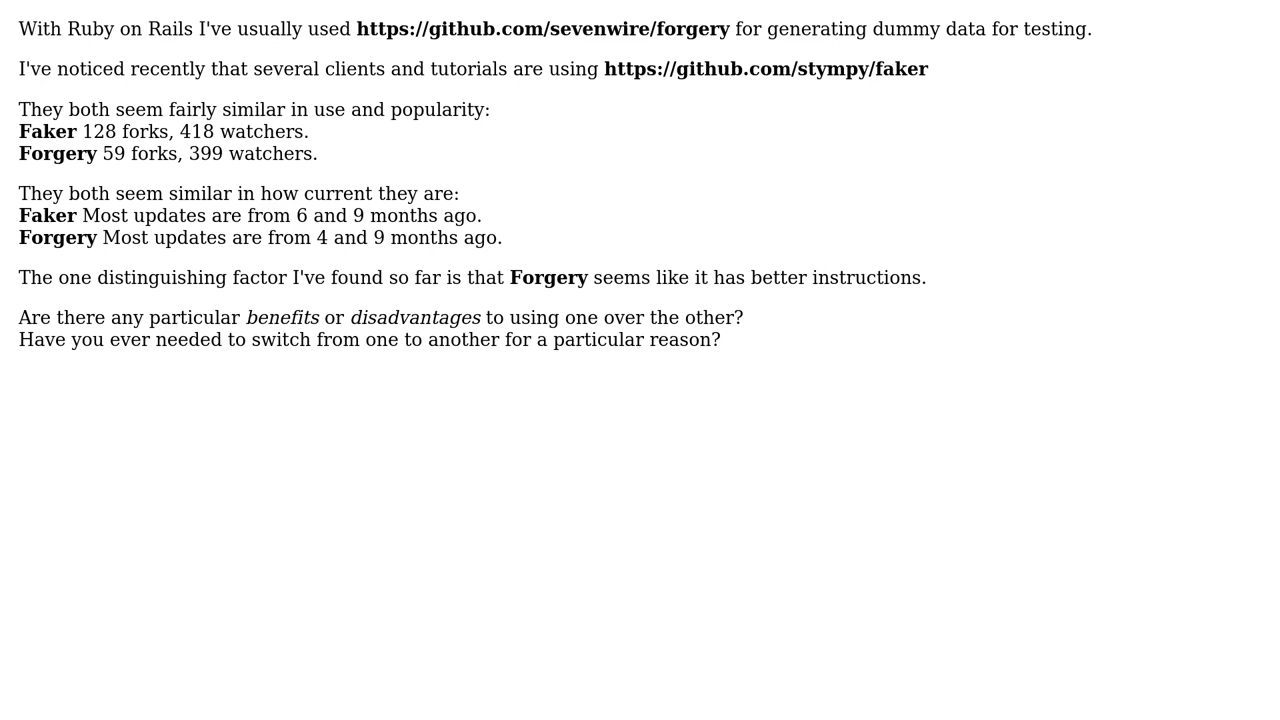 With Ruby on Rails I've usually used https://github.com/sevenwire/forgery for generating dummy data for testing.
I've noticed recently that several clients and tutorials are using https://github.com/stympy/faker
They both seem fairly similar in use and popularity:
Faker 128 forks, 418 watchers.
Forgery 59 forks, 399 watchers.
They both seem similar in how current they are:
Faker Most updates are from 6 and 9 months ago.
Forgery Most updates are from 4 and 9 months ago.
The one distinguishing factor I've found so far is that Forgery seems like it has better instructions.
Are there any particular benefits or disadvantages to using one over the other?
Have you ever needed to switch from one to another for a particular reason?